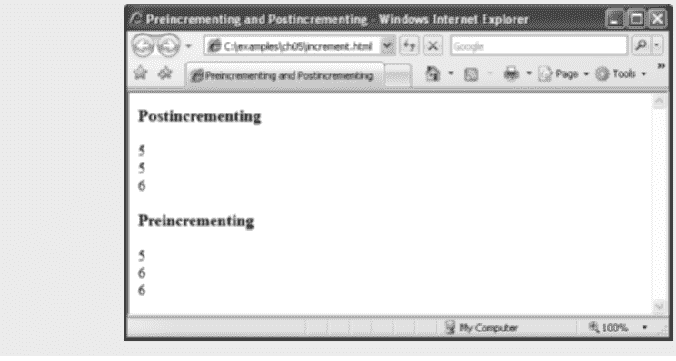 Preincrementing and Postincrementing - Windows Internet Explorer
C:\examples\ch05\increment.html
Google
Preincrementing and Postincrementing
Page
Tools
Postincrementing
5
5
6
Preincrementing
5
6
6
My Computer
100%